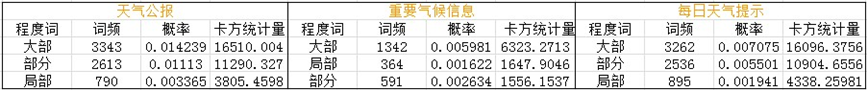 天气公报 重要气候信息 每日天气提示
程度词 词频 概率 卡方统计量 程度词 词频 概率 卡方统计量 程度词 词频 概率 卡方统计量
大部 3343 0.014239 16510.004 大部 1342 0.005981 6323.2713 大部 3262 0.007075 16096.3756
部分 2613 0.01113 11290.327 局部 364 0.001622 1647.9046 部分 2536 0.005501 10904.6556
局部 790 0.003365 3805.4598 部分 591 0.002634 1556.1537 局部 895 0.001941 4338.25981